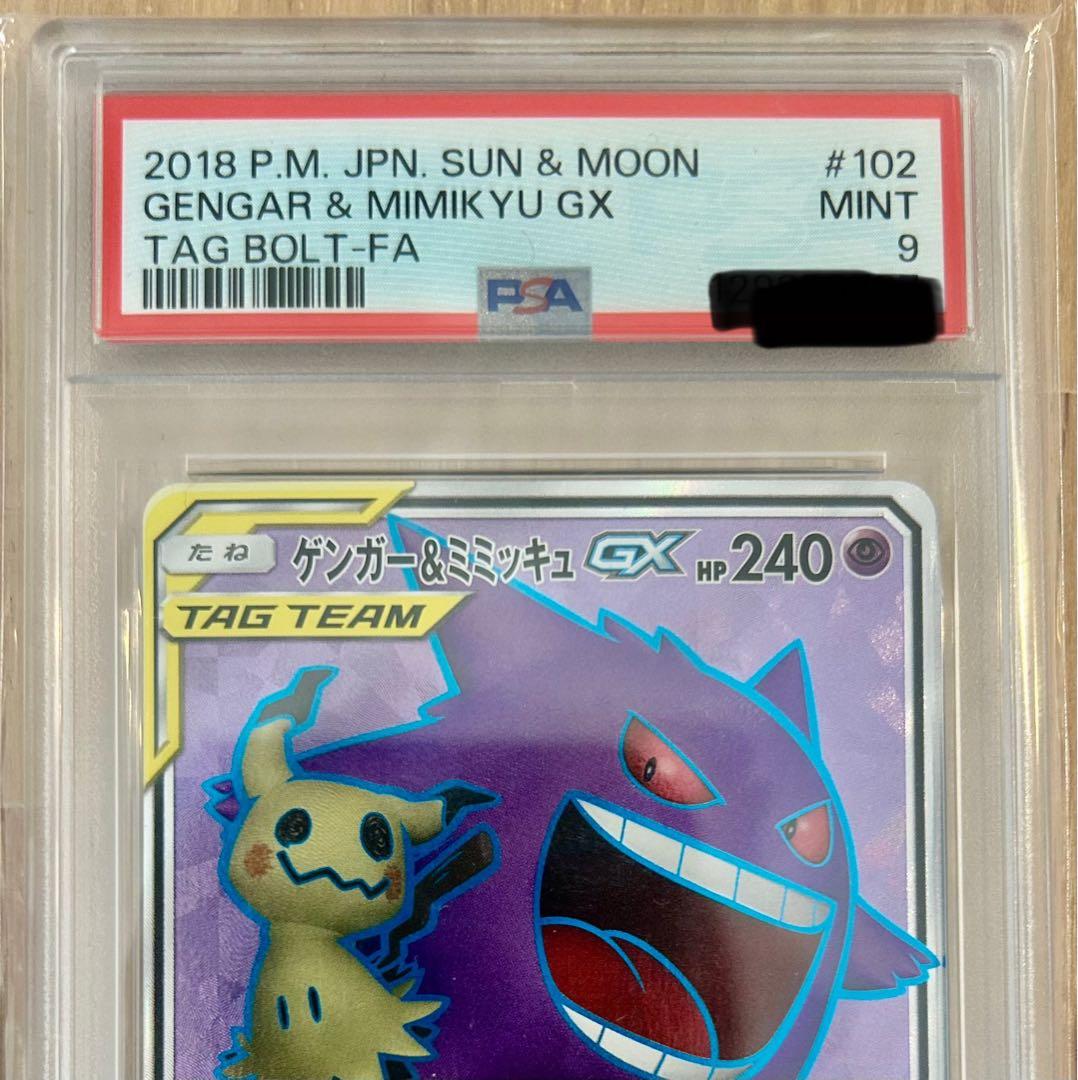 2018 P.M. JPN. SUN & MOON #102
GENGAR & MIMIKYU GX MINT
TAG BOLT-FA 9
PSA
たね ゲンガー&ミミッキュ GX HP 240
TAG TEAM